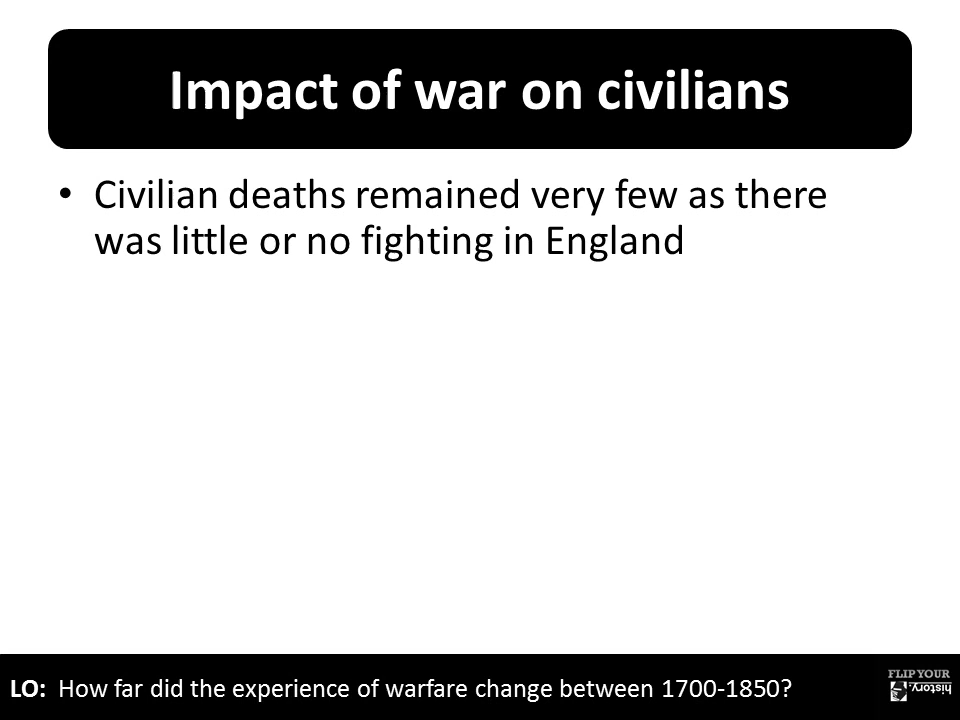 Impact of war on civilians
• Civilian deaths remained very few as there
was little or no fighting in England
LO: How far did the experience of warfare change between 1700-1850?
FLIP YOUR
history.